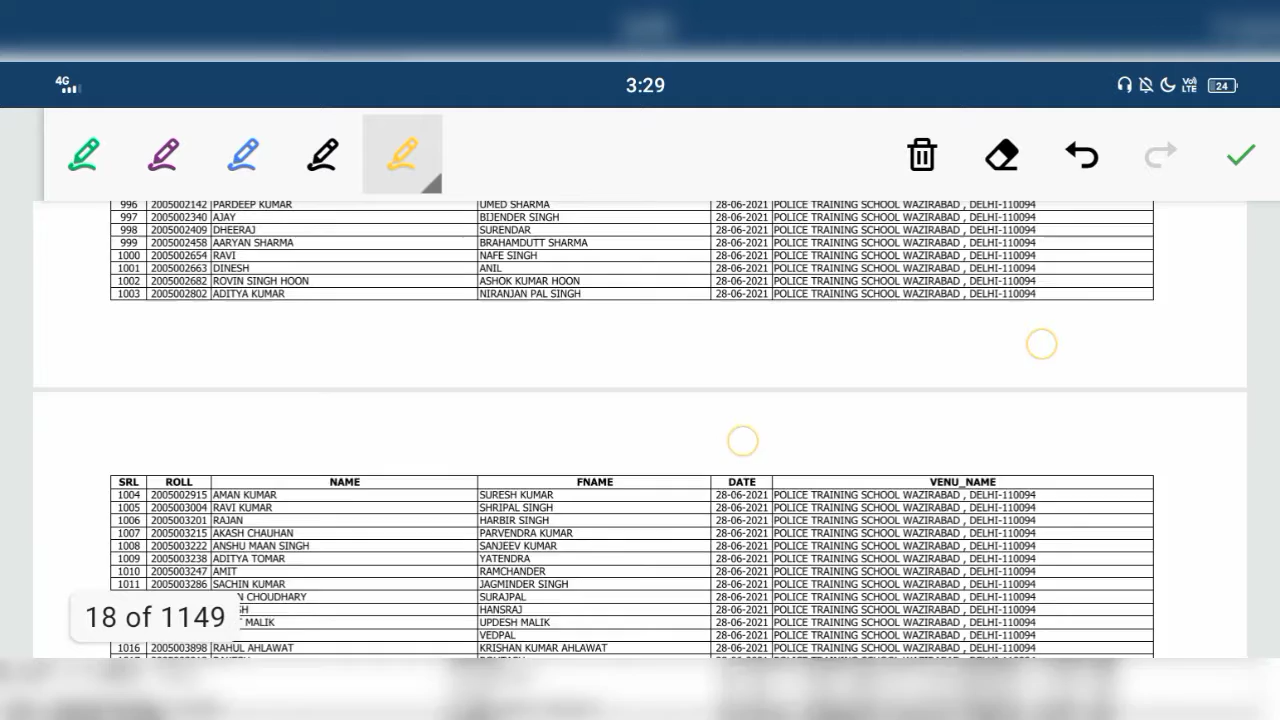 4G 3:29 Vo) LTE 24
996 2005002142 PARDEEP KUMAR UMED SHARMA 28-06-2021 POLICE TRAINING SCHOOL WAZIRABAD , DELHI-110094
997 2005002340 AJAY BIJENDER SINGH 28-06-2021 POLICE TRAINING SCHOOL WAZIRABAD , DELHI-110094
998 2005002409 DHEERAJ SURENDAR 28-06-2021 POLICE TRAINING SCHOOL WAZIRABAD , DELHI-110094
999 2005002458 AARYAN SHARMA BRAHAMDUTT SHARMA 28-06-2021 POLICE TRAINING SCHOOL WAZIRABAD , DELHI-110094
1000 2005002654 RAVI NAFE SINGH 28-06-2021 POLICE TRAINING SCHOOL WAZIRABAD , DELHI-110094
1001 2005002663 DINESH ANIL 28-06-2021 POLICE TRAINING SCHOOL WAZIRABAD , DELHI-110094
1002 2005002682 ROVIN SINGH HOON ASHOK KUMAR HOON 28-06-2021 POLICE TRAINING SCHOOL WAZIRABAD , DELHI-110094
1003 2005002802 ADITYA KUMAR NIRANJAN PAL SINGH 28-06-2021 POLICE TRAINING SCHOOL WAZIRABAD , DELHI-110094
SRL ROLL NAME FNAME DATE VENU_NAME
1004 2005002915 AMAN KUMAR SURESH KUMAR 28-06-2021 POLICE TRAINING SCHOOL WAZIRABAD , DELHI-110094
1005 2005003004 RAVI KUMAR SHRIPAL SINGH 28-06-2021 POLICE TRAINING SCHOOL WAZIRABAD , DELHI-110094
1006 2005003201 RAJAN HARBIR SINGH 28-06-2021 POLICE TRAINING SCHOOL WAZIRABAD , DELHI-110094
1007 2005003215 AKASH CHAUHAN PARVENDRA KUMAR 28-06-2021 POLICE TRAINING SCHOOL WAZIRABAD , DELHI-110094
1008 2005003222 ANSHU MAAN SINGH SANJEEV KUMAR 28-06-2021 POLICE TRAINING SCHOOL WAZIRABAD , DELHI-110094
1009 2005003238 ADITYA TOMAR YATENDRA 28-06-2021 POLICE TRAINING SCHOOL WAZIRABAD , DELHI-110094
1010 2005003247 AMIT RAMCHANDER 28-06-2021 POLICE TRAINING SCHOOL WAZIRABAD , DELHI-110094
1011 2005003286 SACHIN KUMAR JAGMINDER SINGH 28-06-2021 POLICE TRAINING SCHOOL WAZIRABAD , DELHI-110094
CHOUDHARY SURAJPAL 28-06-2021 POLICE TRAINING SCHOOL WAZIRABAD , DELHI-110094
HANSRAJ 28-06-2021 POLICE TRAINING SCHOOL WAZIRABAD , DELHI-110094
18 of 1149
MALIK UPDESH MALIK 28-06-2021 POLICE TRAINING SCHOOL WAZIRABAD , DELHI-110094
VEDPAL 28-06-2021 POLICE TRAINING SCHOOL WAZIRABAD , DELHI-110094
1016 2005003898 RAHUL AHLAWAT KRISHAN KUMAR AHLAWAT 28-06-2021 POLICE TRAINING SCHOOL WAZIRABAD , DELHI-110094